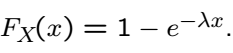 F_X(x) = 1 − e^{−λx}.